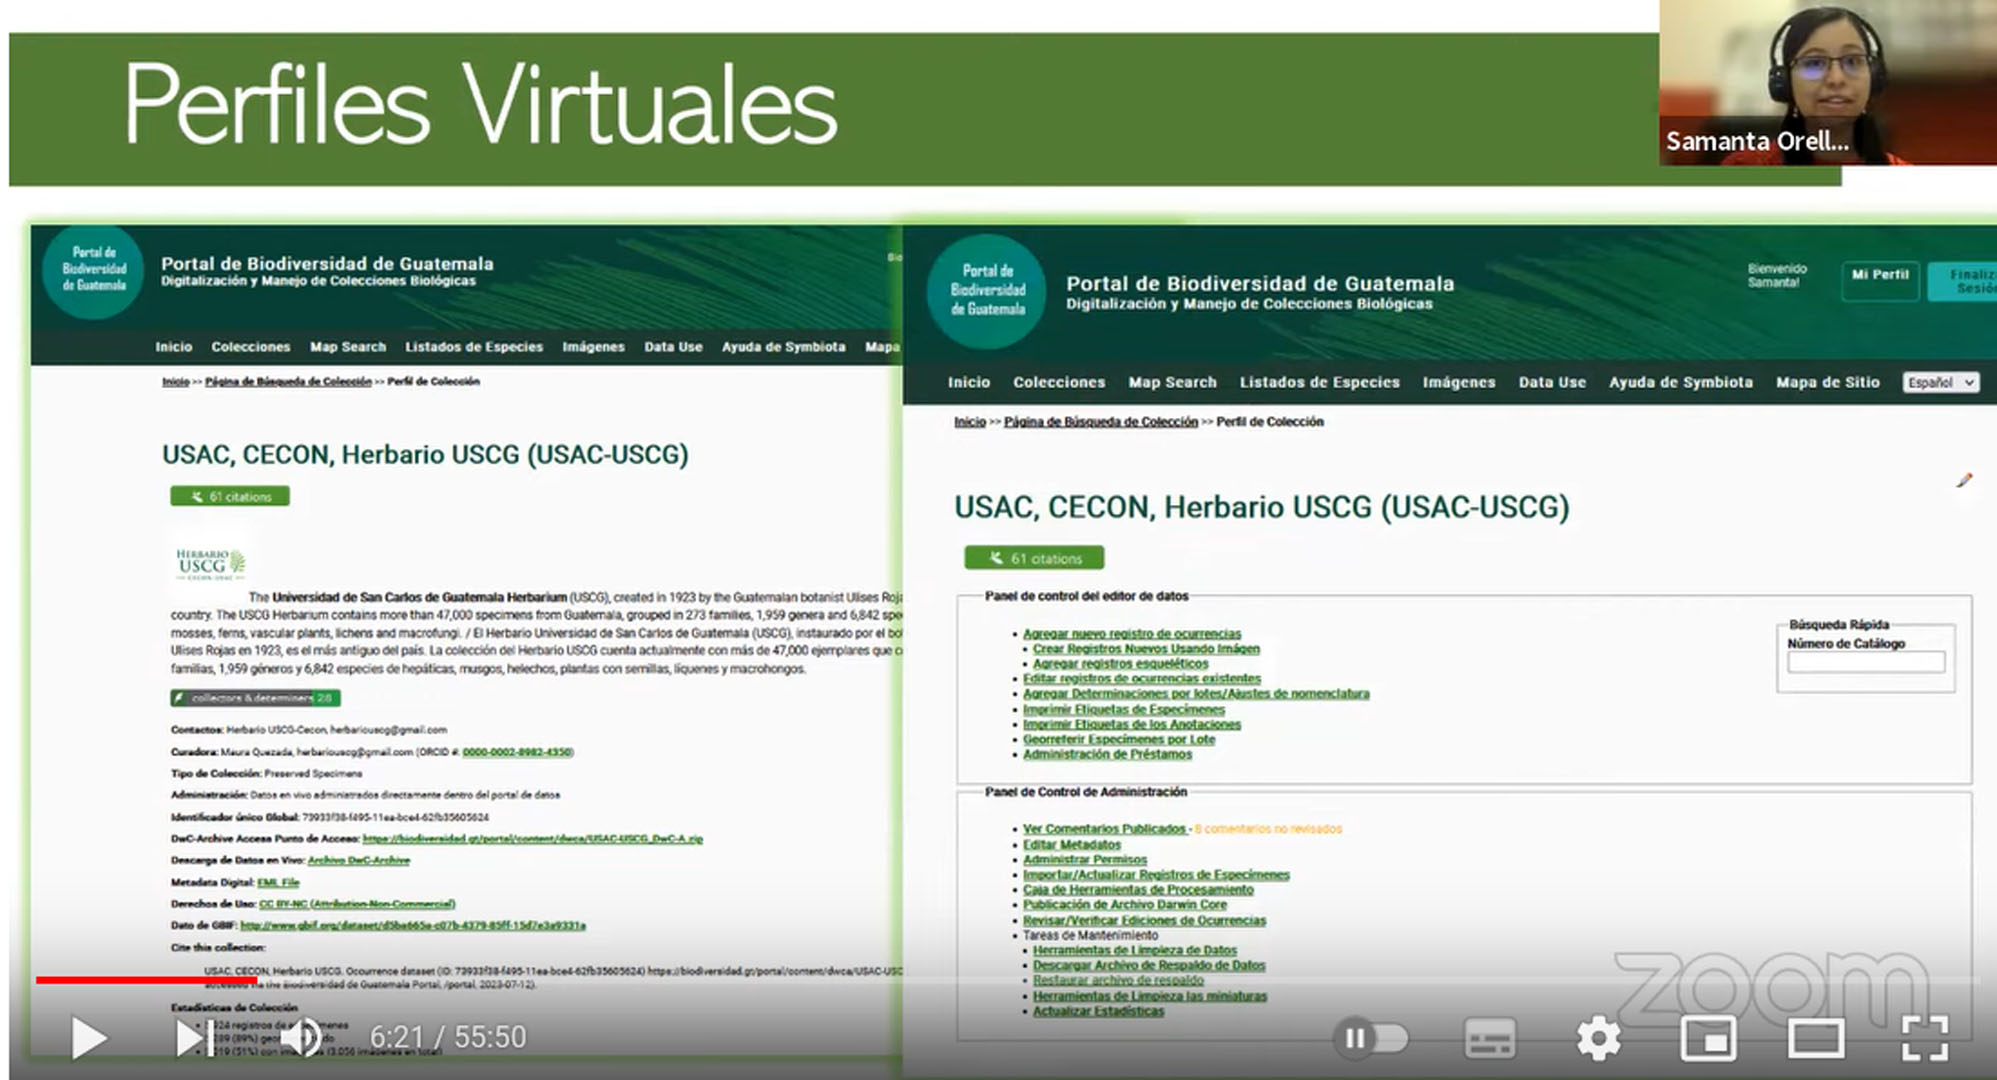 Perfiles Virtuales
Samanta Orell...
Portal de
Biodiversidad
de Guatemala
Portal de Biodiversidad de Guatemala
Digitalización y Manejo de Colecciones Biológicas
Inicio Colecciones Map Search Listados de Especies Imágenes Data Use Ayuda de Symbiota Mapa
Inicio >> Página de Búsqueda de Colección >> Perfil de Colección
USAC, CECON, Herbario USCG (USAC-USCG)
61 citations
HERBARIO
USCG
CECON-USAC
The Universidad de San Carlos de Guatemala Herbarium (USCG), created in 1923 by the Guatemalan botanist Ulises Roja
country. The USCG Herbarium contains more than 47,000 specimens from Guatemala, grouped in 273 families, 1,959 genera and 6,842 spe
mosses, ferns, vascular plants, lichens and macrofungi. / El Herbario Universidad de San Carlos de Guatemala (USCG), instaurado por el bo
Ulises Rojas en 1923, es el más antiguo del país. La colección del Herbario USCG cuenta actualmente con más de 47,000 ejemplares que
familias, 1,959 géneros y 6,842 especies de hepáticas, musgos, helechos, plantas con semillas, líquenes y macrohongos.
collectors & determiners
Contactos: Herbario USCG-Cecon, herbariouscg@gmail.com
Curadora: Maura Quezada, herbariouscg@gmail.com (ORCID #: 0000-0002-8982-4350)
Tipo de Colección: Preserved Specimens
Administración: Datos en vivo administrados directamente dentro del portal de datos
Identificador único Global: 73933f38-f495-11ea-bce4-62fb35605624
DwC-Archive Access Punto de Acceso: https://biodiversidad.gt/portal/content/dwca/USAC-USCG_DwC-A.zip
Descarga de Datos en Vivo: Archivo DwC-Archive
Metadata Digital: EML File
Derechos de Uso: CC BY-NC (Attribution-Non-Commercial)
Dato de GBIF: http://www.gbif.org/dataset/d5ba665a-c07b-4379-85ff-15d7e3a9331a
Cite this collection:
USAC, CECON, Herbario USCG. Occurrence dataset (ID: 73933f38-f495-11ea-bce4-62fb35605624) https://biodiversidad.gt/portal/content/dwca/USAC-USC
accessed via the Biodiversidad de Guatemala Portal, /portal, 2023-07-12).
Estadísticas de Colección
registros de
(89%)
(51%) con (3,056 imágenes en total)
6:21 / 55:50
Portal de
Biodiversidad
de Guatemala
Portal de Biodiversidad de Guatemala
Digitalización y Manejo de Colecciones Biológicas
Bienvenido
Samanta!
Mi Perfil
Finaliz
Sesión
Inicio Colecciones Map Search Listados de Especies Imágenes Data Use Ayuda de Symbiota Mapa de Sitio Español
Inicio >> Página de Búsqueda de Colección >> Perfil de Colección
USAC, CECON, Herbario USCG (USAC-USCG)
61 citations
Panel de control del editor de datos
Agregar nuevo registro de ocurrencias
Crear Registros Nuevos Usando Imágen
Agregar registros esqueléticos
Editar registros de ocurrencias existentes
Agregar Determinaciones por lotes/Ajustes de nomenclatura
Imprimir Etiquetas de Especímenes
Imprimir Etiquetas de los Anotaciones
Georreferir Especímenes por Lote
Administración de Préstamos
Búsqueda Rápida
Número de Catálogo
Panel de Control de Administración
Ver Comentarios Publicados - 8 comentarios no revisados
Editar Metadatos
Administrar Permisos
Importar/Actualizar Registros de Especímenes
Caja de Herramientas de Procesamiento
Publicación de Archivo Darwin Core
Revisar/Verificar Ediciones de Ocurrencias
Tareas de Mantenimiento
Herramientas de Limpieza de Datos
Descargar Archivo de Respaldo de Datos
Restaurar archivo de respaldo
Herramientas de Limpieza las miniaturas
Actualizar Estadísticas
zoom